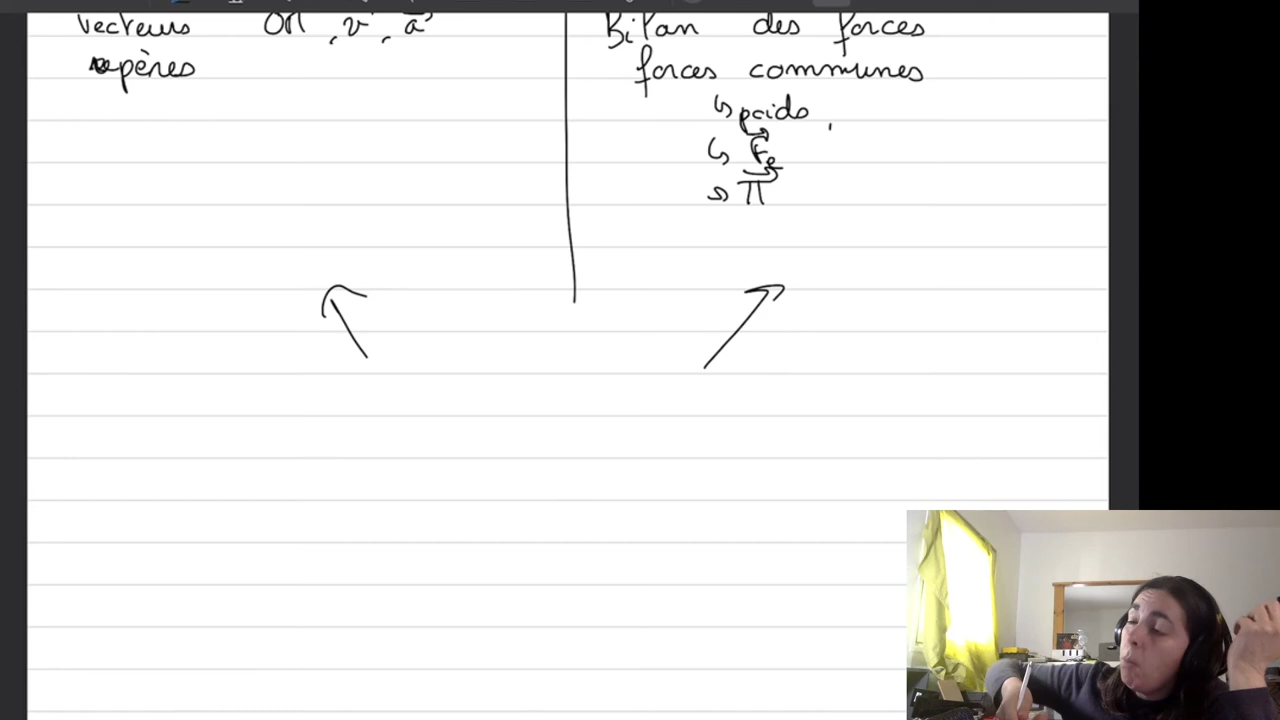 Vecteurs OM, v, a
repères
Bilan des forces
forces communes
↳ poids,
↳ Fe
↳ π